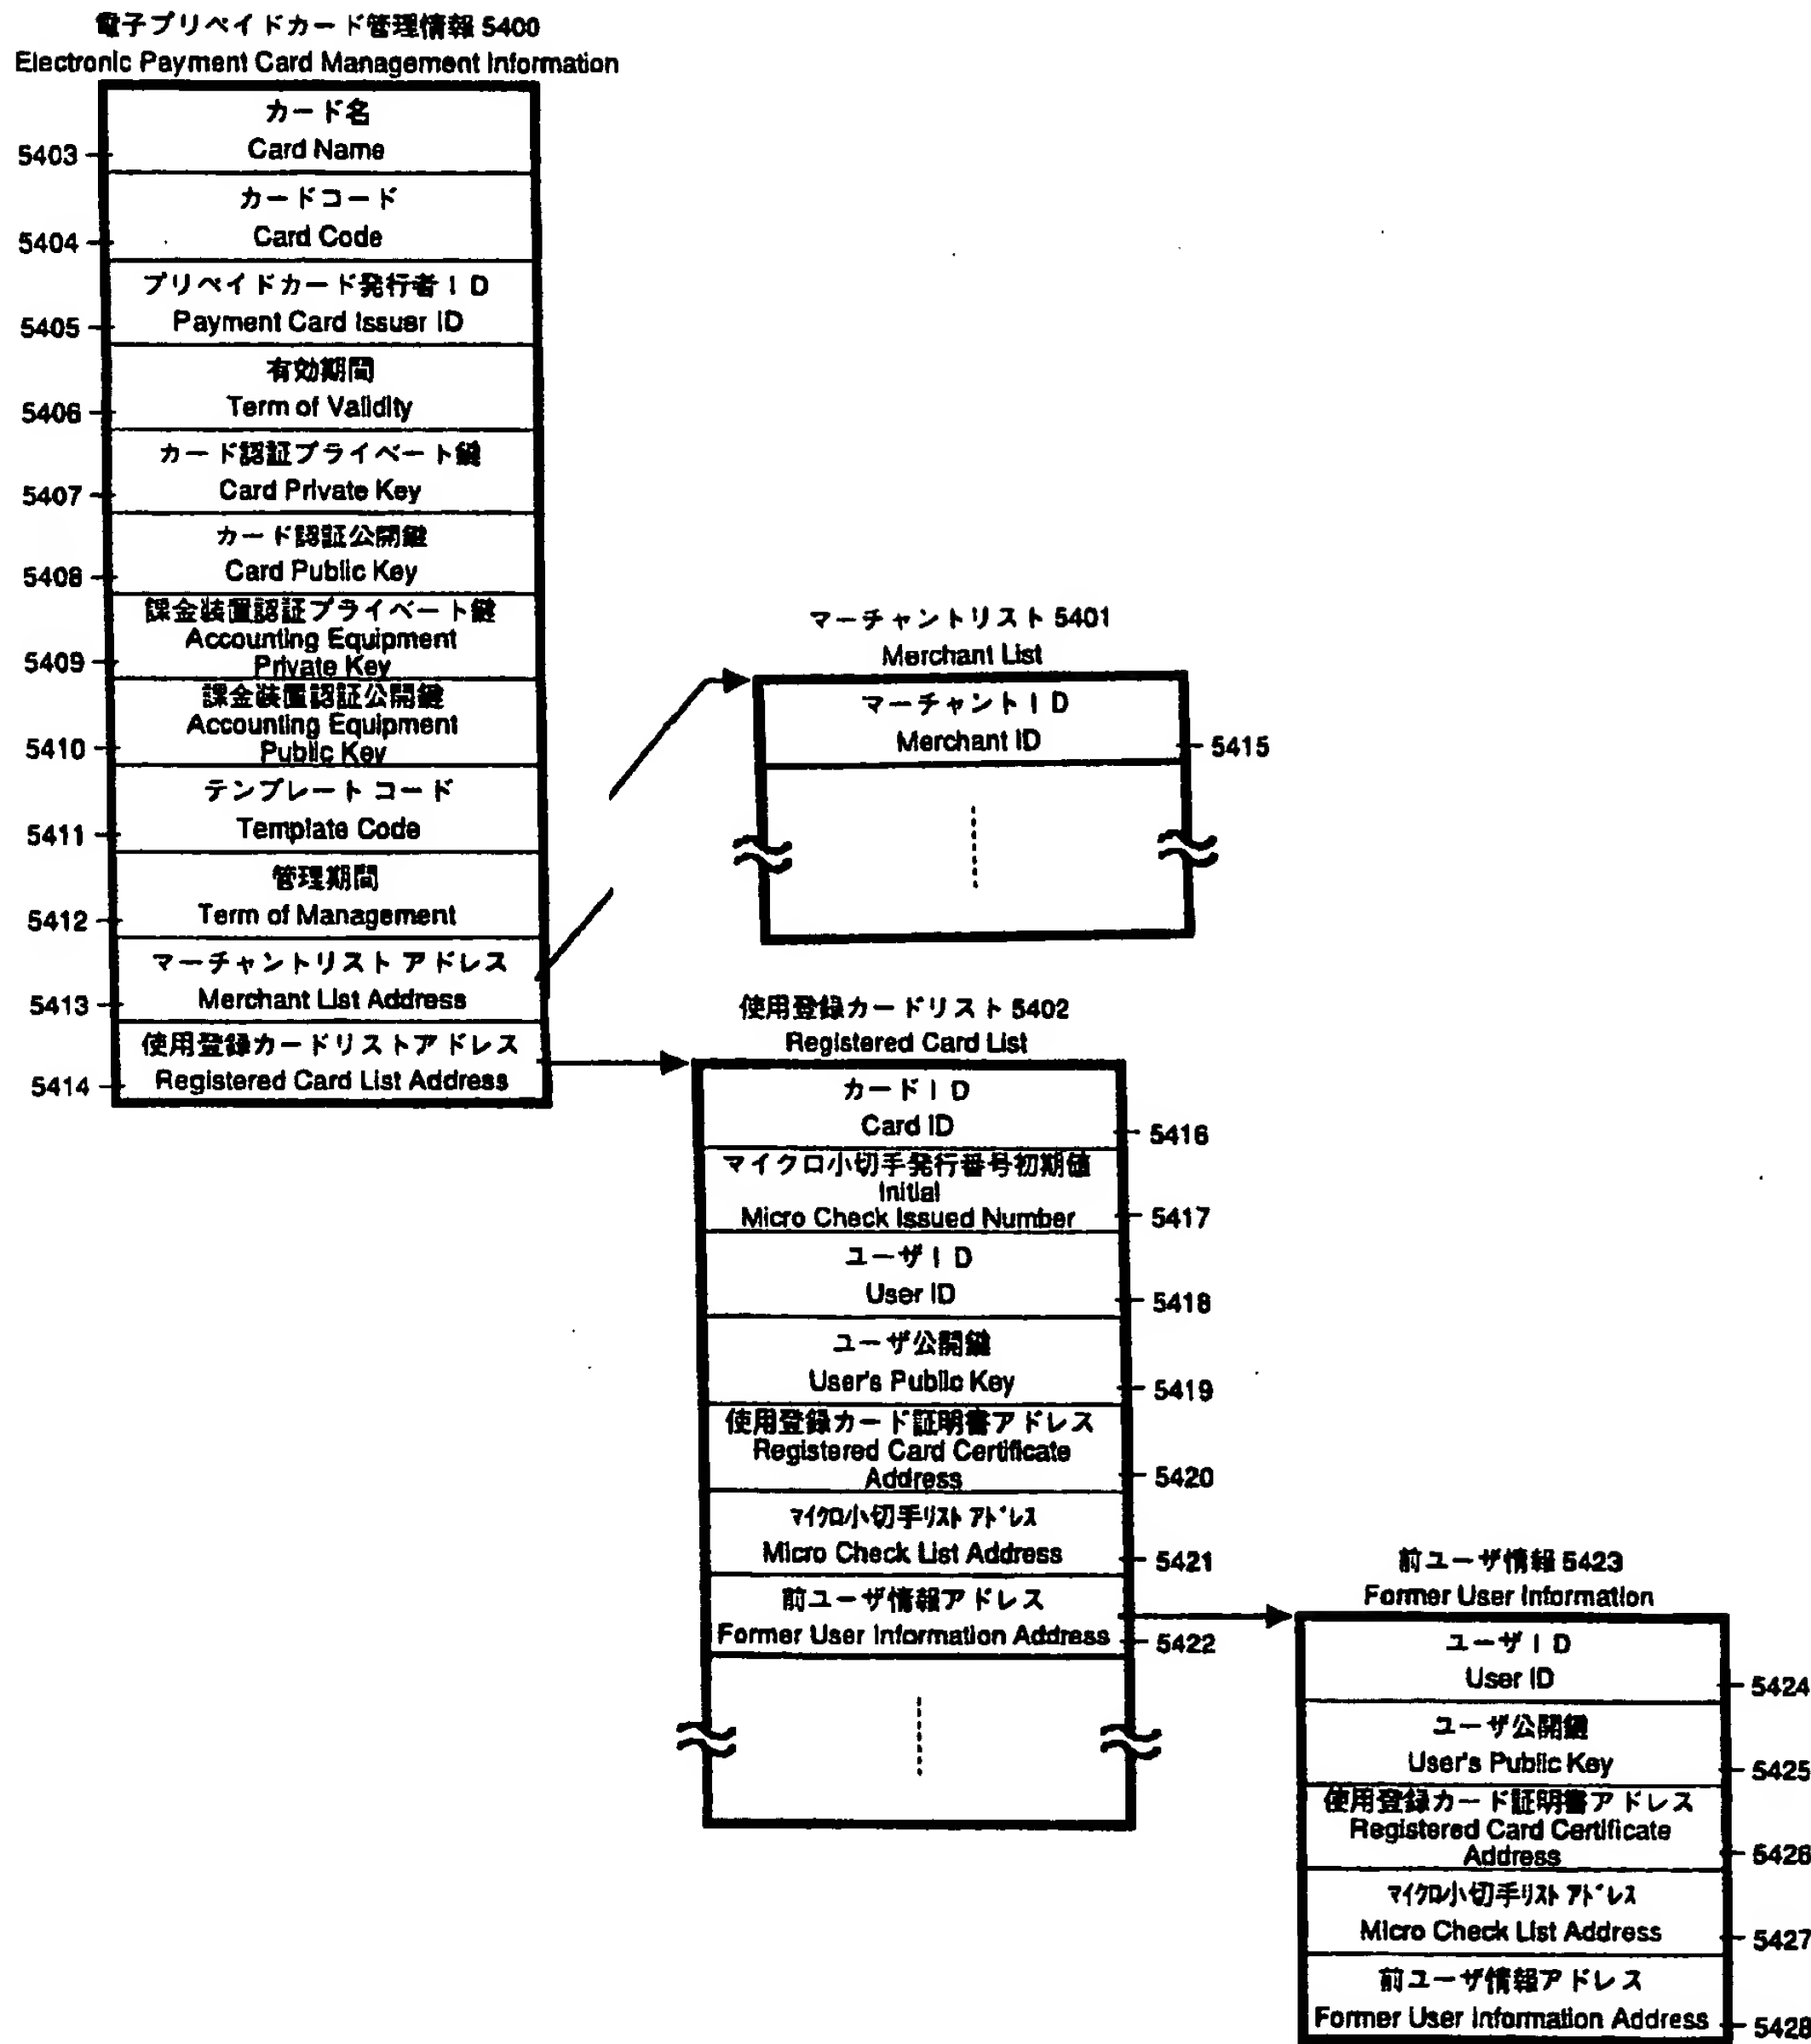 電子プリペイドカード管理情報 5400
Electronic Payment Card Management Information
カード名
Card Name
5403
カードコード
Card Code
5404
プリペイドカード発行者ID
Payment Card Issuer ID
5405
有効期間
Term of Validity
5406
カード認証プライベート鍵
Card Private Key
5407
カード認証公開鍵
Card Public Key
5408
課金装置認証プライベート鍵
Accounting Equipment
Private Key
5409
課金装置認証公開鍵
Accounting Equipment
Public Key
5410
テンプレート コード
Template Code
5411
管理期間
Term of Management
5412
マーチャントリスト アドレス
Merchant List Address
5413
使用登録カードリストアドレス
Registered Card List Address
5414
マーチャントリスト 5401
Merchant List
マーチャントID
Merchant ID
5415
使用登録カードリスト 5402
Registered Card List
カードID
Card ID
5416
マイクロ小切手発行番号初期値
Initial
Micro Check Issued Number
5417
ユーザID
User ID
5418
ユーザ公開鍵
User's Public Key
5419
使用登録カード証明書アドレス
Registered Card Certificate
Address
5420
マイクロ小切手リスト アドレス
Micro Check List Address
5421
前ユーザ情報アドレス
Former User Information Address
5422
前ユーザ情報 5423
Former User Information
ユーザID
User ID
5424
ユーザ公開鍵
User's Public Key
5425
使用登録カード証明書アドレス
Registered Card Certificate
Address
5426
マイクロ小切手リスト アドレス
Micro Check List Address
5427
前ユーザ情報アドレス
Former User Information Address
5428